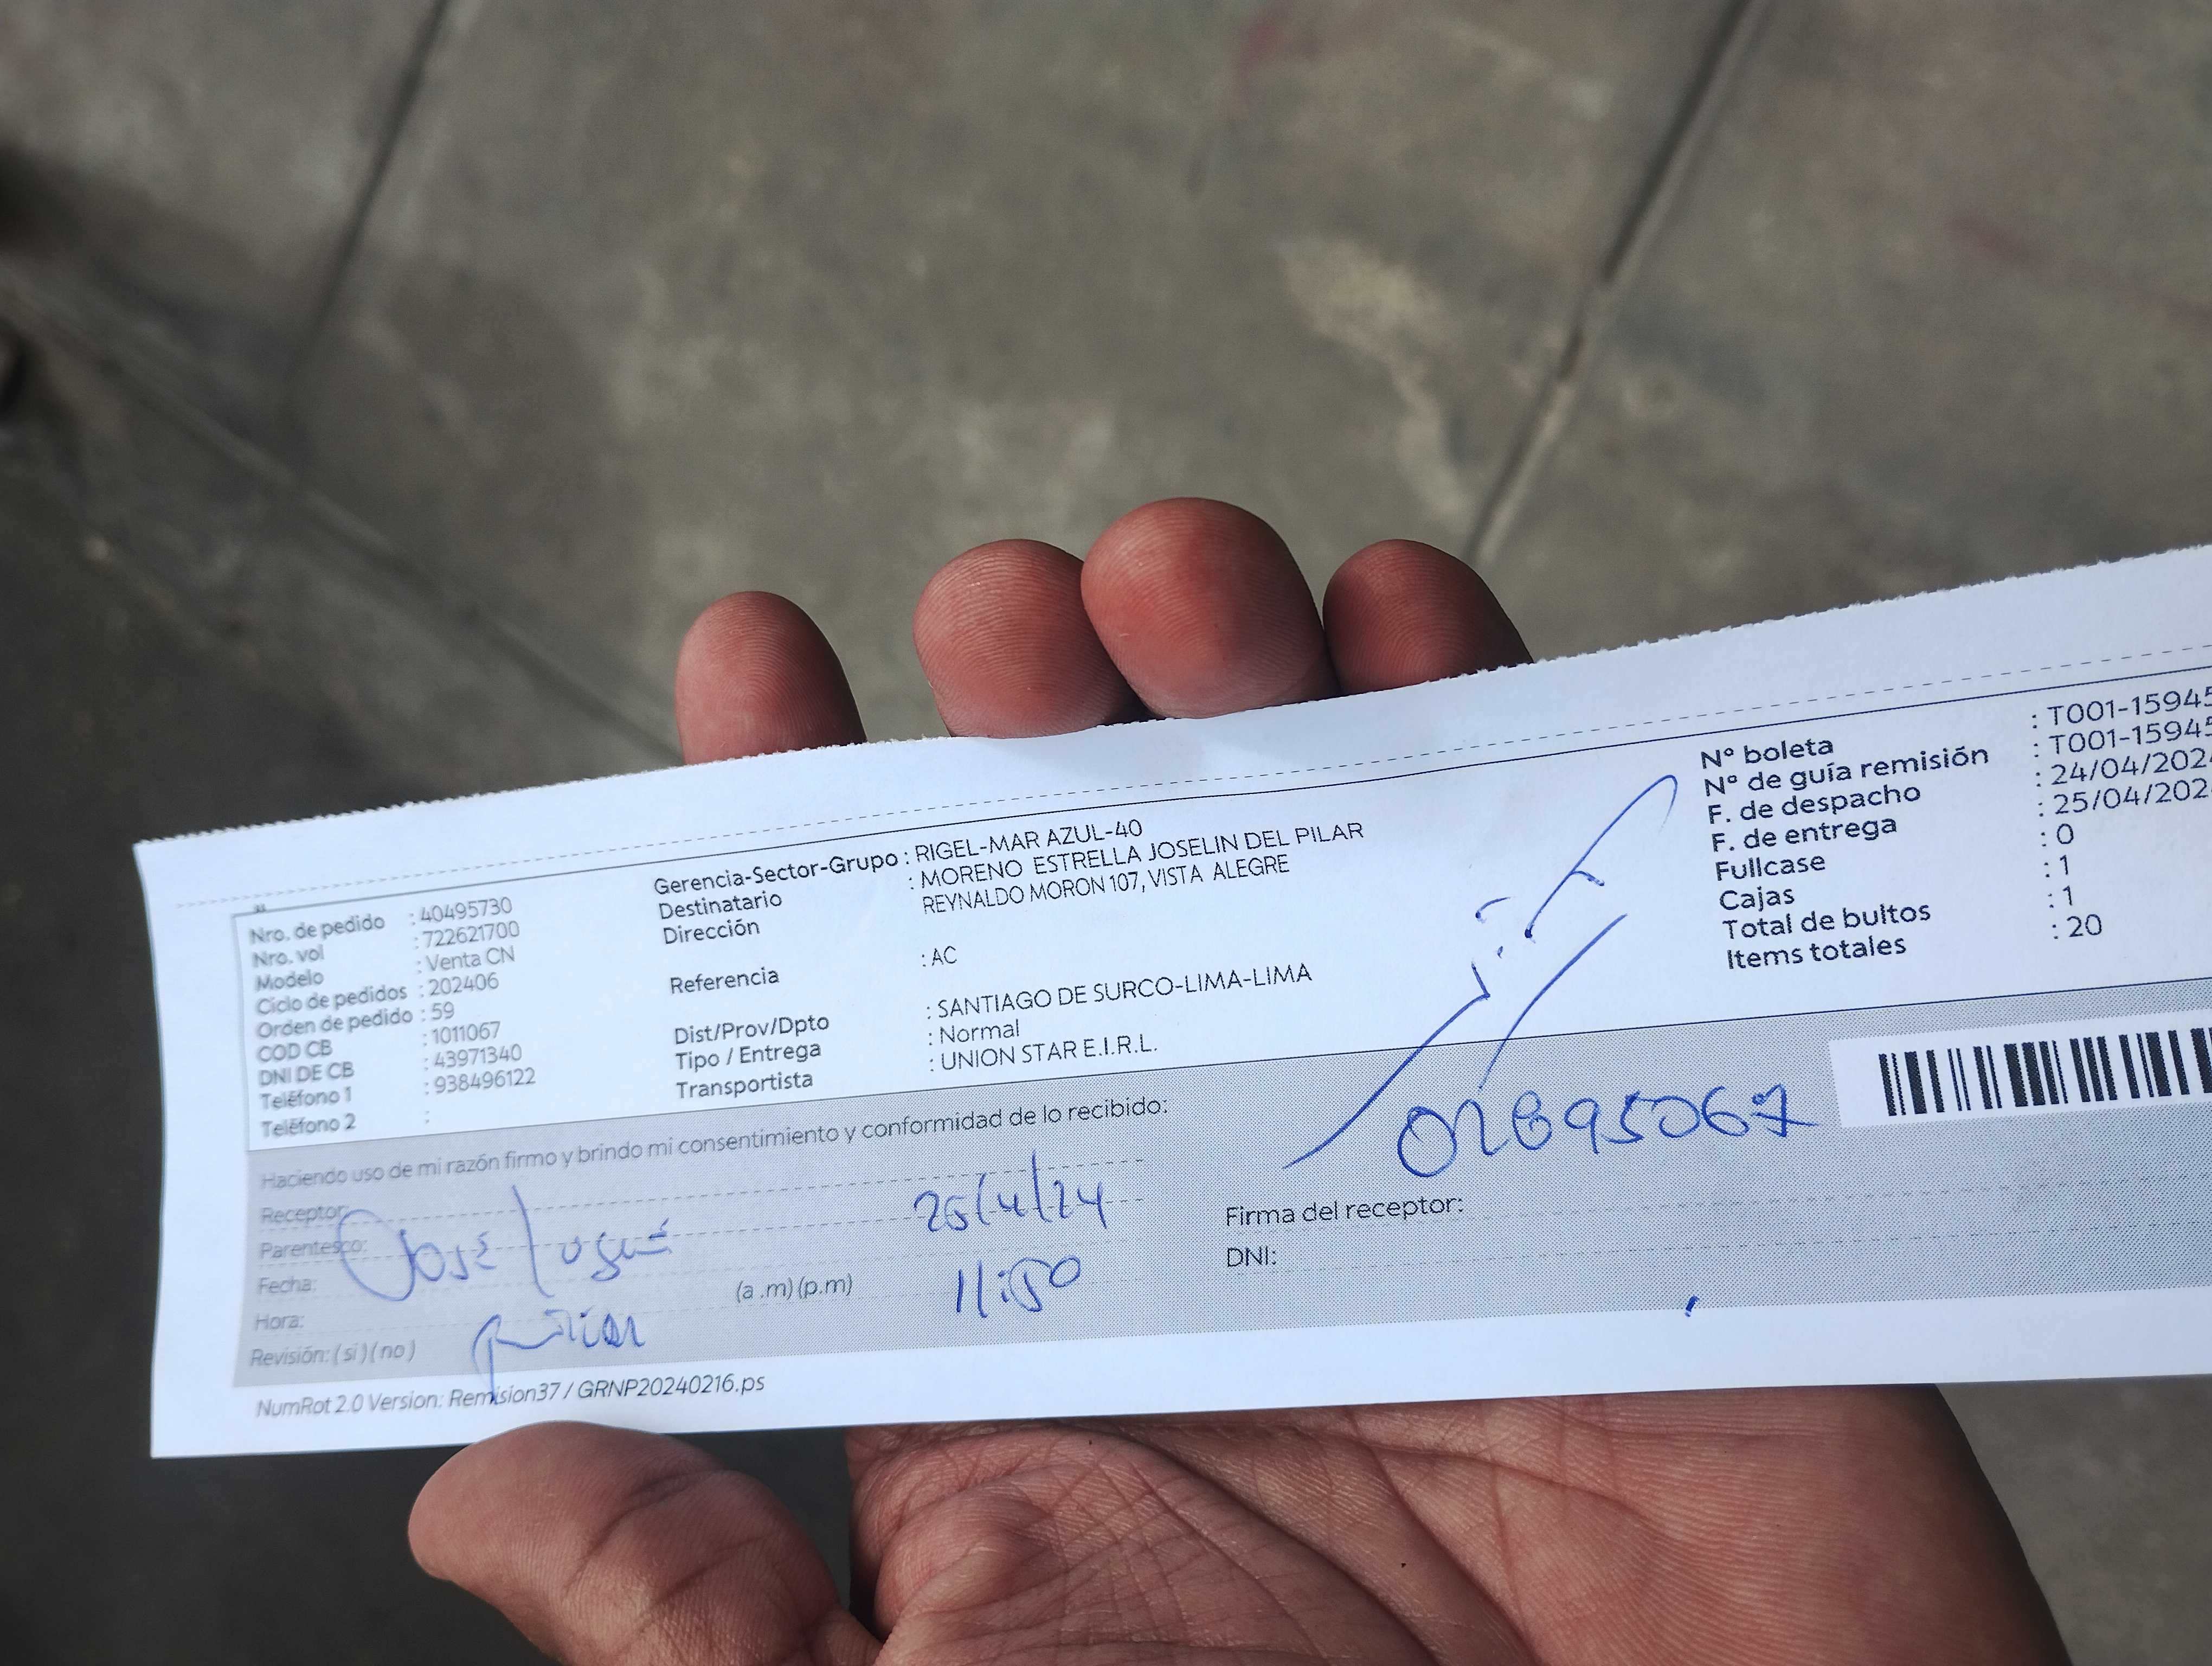 Nro. de pedido : 40495730
Nro. vol : 722621700
Modelo : Venta CN
Ciclo de pedidos : 202406
Orden de pedido : 59
COD CB : 1011067
DNI DE CB : 43971340
Teléfono 1 : 938496122
Teléfono 2 :
Gerencia-Sector-Grupo : RIGEL-MAR AZUL-40
Destinatario : MORENO ESTRELLA JOSELIN DEL PILAR
Dirección REYNALDO MORON 107, VISTA ALEGRE
Referencia : AC
Dist/Prov/Dpto : SANTIAGO DE SURCO-LIMA-LIMA
Tipo / Entrega : Normal
Transportista : UNION STAR E.I.R.L.
N° boleta : T001-15945
N° de guía remisión : T001-15945
F. de despacho : 24/04/202
F. de entrega : 25/04/202
Fullcase : 0
Cajas : 1
Total de bultos : 1
Items totales : 20
Haciendo uso de mi razón firmo y brindo mi consentimiento y conformidad de lo recibido:
Receptor:
Parentesco: José
Fecha: 25/4/24
Hora: (a .m) (p.m) 11:50
Revisión: ( si ) ( no )
Firma del receptor:
DNI:
NumRot 2.0 Version: Remision37 / GRNP20240216.ps